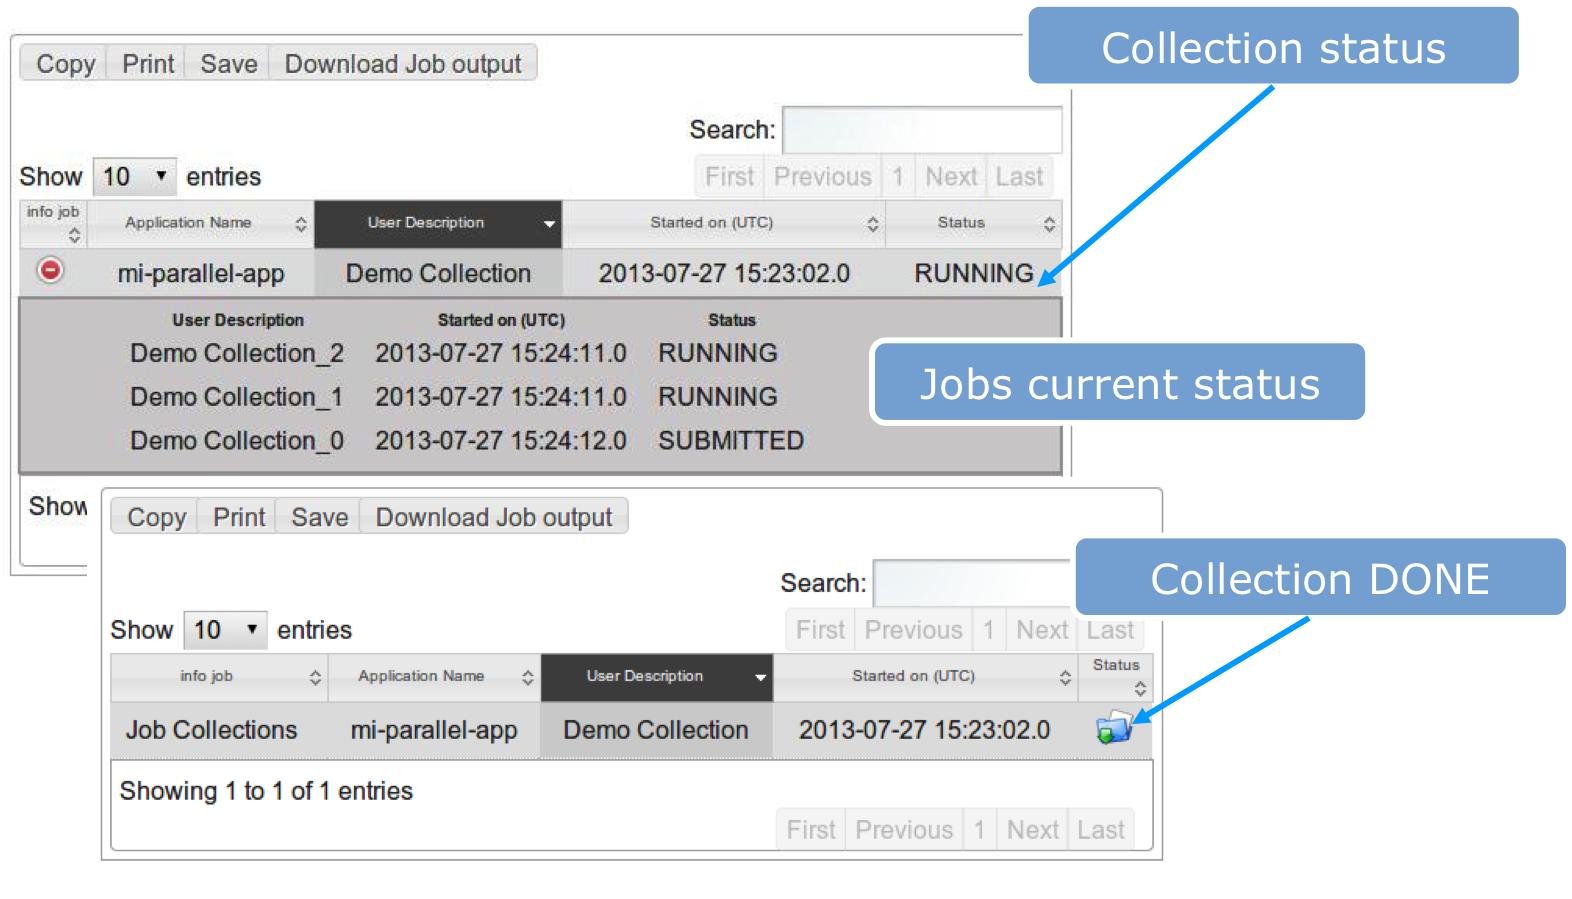 Collection status
Copy Print Save Download Job output
Search:
Show 10 entries
First Previous 1 Next Last
info job Application Name User Description Started on (UTC) Status
mi-parallel-app Demo Collection 2013-07-27 15:23:02.0 RUNNING
User Description Started on (UTC) Status
Demo Collection_2 2013-07-27 15:24:11.0 RUNNING
Jobs current status
Demo Collection_1 2013-07-27 15:24:11.0 RUNNING
Demo Collection_0 2013-07-27 15:24:12.0 SUBMITTED
Show
Copy Print Save Download Job output
Collection DONE
Search:
Show 10 entries
First Previous 1 Next Last
info job Application Name User Description Started on (UTC) Status
Job Collections mi-parallel-app Demo Collection 2013-07-27 15:23:02.0
Showing 1 to 1 of 1 entries
First Previous 1 Next Last